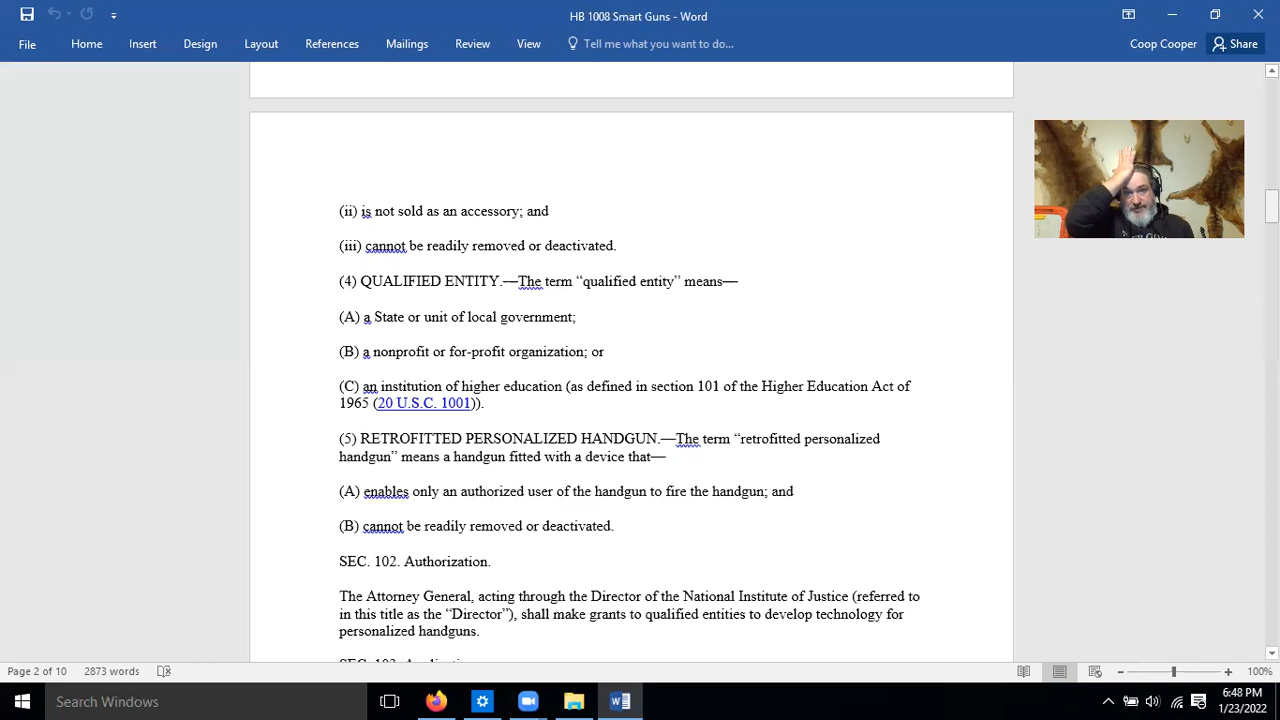 HB 1008 Smart Guns - Word
File Home Insert Design Layout References Mailings Review View Tell me what you want to do... Coop Cooper Share
(ii) is not sold as an accessory; and
(iii) cannot be readily removed or deactivated.
(4) QUALIFIED ENTITY.—The term “qualified entity” means—
(A) a State or unit of local government;
(B) a nonprofit or for-profit organization; or
(C) an institution of higher education (as defined in section 101 of the Higher Education Act of
1965 (20 U.S.C. 1001)).
(5) RETROFITTED PERSONALIZED HANDGUN.—The term “retrofitted personalized
handgun” means a handgun fitted with a device that—
(A) enables only an authorized user of the handgun to fire the handgun; and
(B) cannot be readily removed or deactivated.
SEC. 102. Authorization.
The Attorney General, acting through the Director of the National Institute of Justice (referred to
in this title as the “Director”), shall make grants to qualified entities to develop technology for
personalized handguns.
Page 2 of 10 2873 words 100%
Search Windows
6:48 PM
1/23/2022